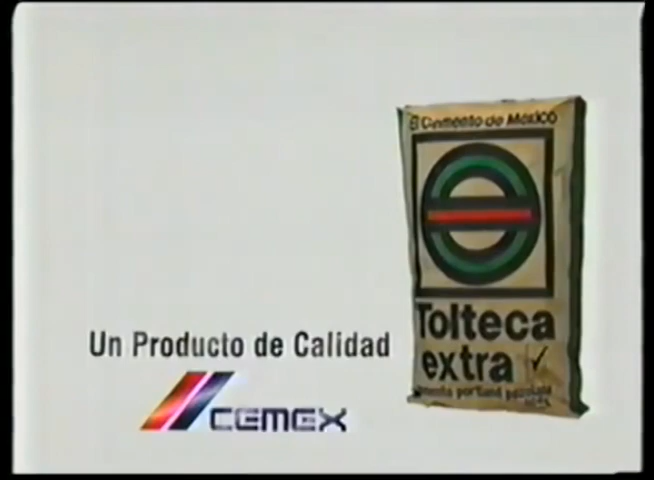 El Cemento de México
Tolteca
extra
Un Producto de Calidad
CEMEX